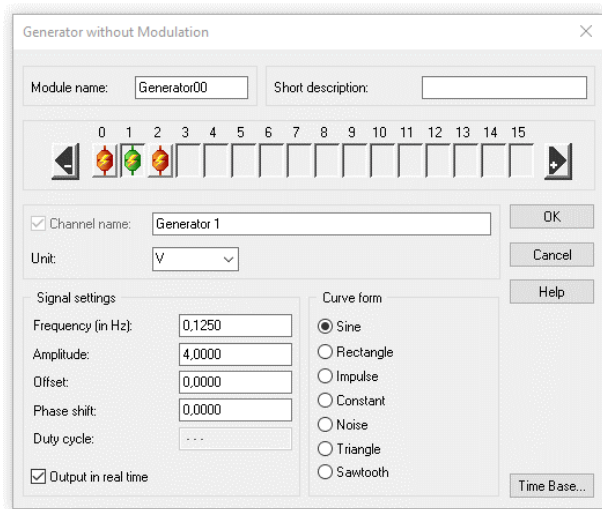 Generator without Modulation
Module name: Generator00 Short description:
0 1 2 3 4 5 6 7 8 9 10 11 12 13 14 15
Channel name: Generator 1
Unit: V
OK
Cancel
Help
Signal settings
Frequency (in Hz): 0,1250
Amplitude: 4,0000
Offset: 0,0000
Phase shift: 0,0000
Duty cycle: ---
Output in real time
Curve form
Sine
Rectangle
Impulse
Constant
Noise
Triangle
Sawtooth
Time Base...